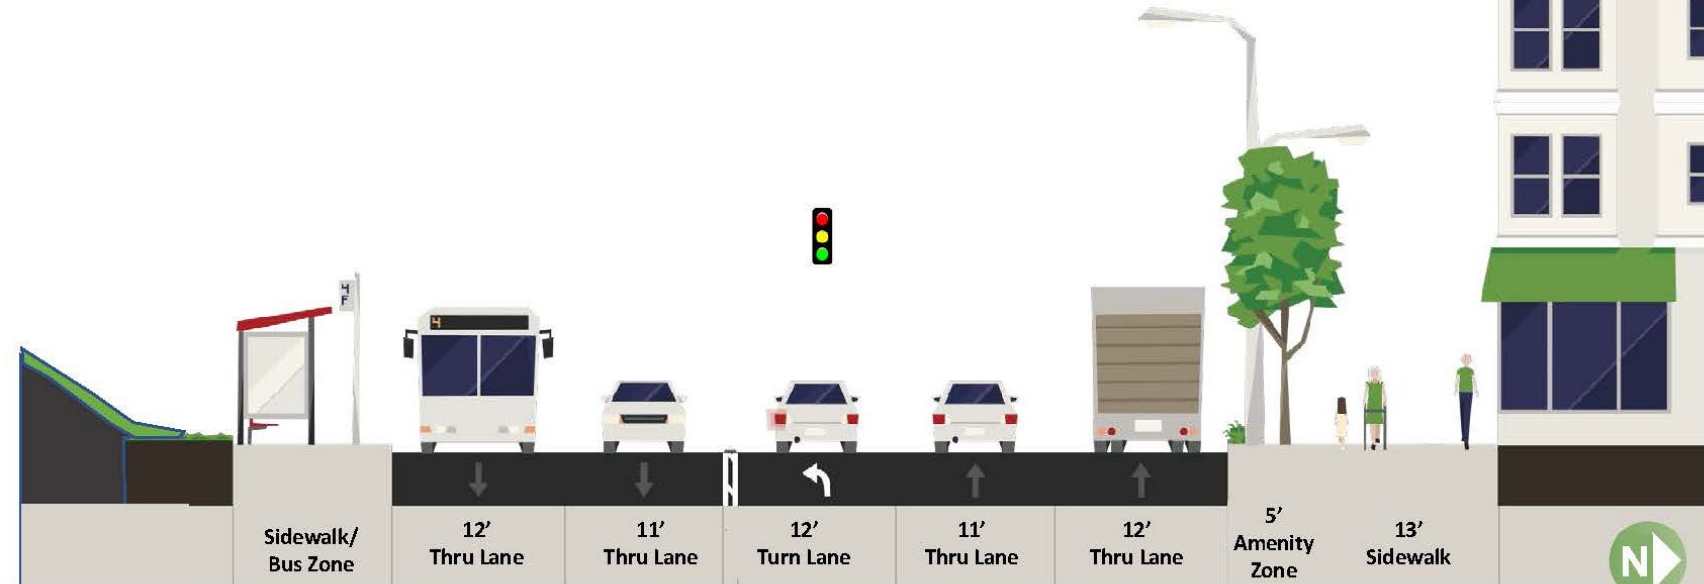 4
F
4
Sidewalk/
Bus Zone
12’
Thru Lane
11’
Thru Lane
12’
Turn Lane
11’
Thru Lane
12’
Thru Lane
5’
Amenity
Zone
13’
Sidewalk
N